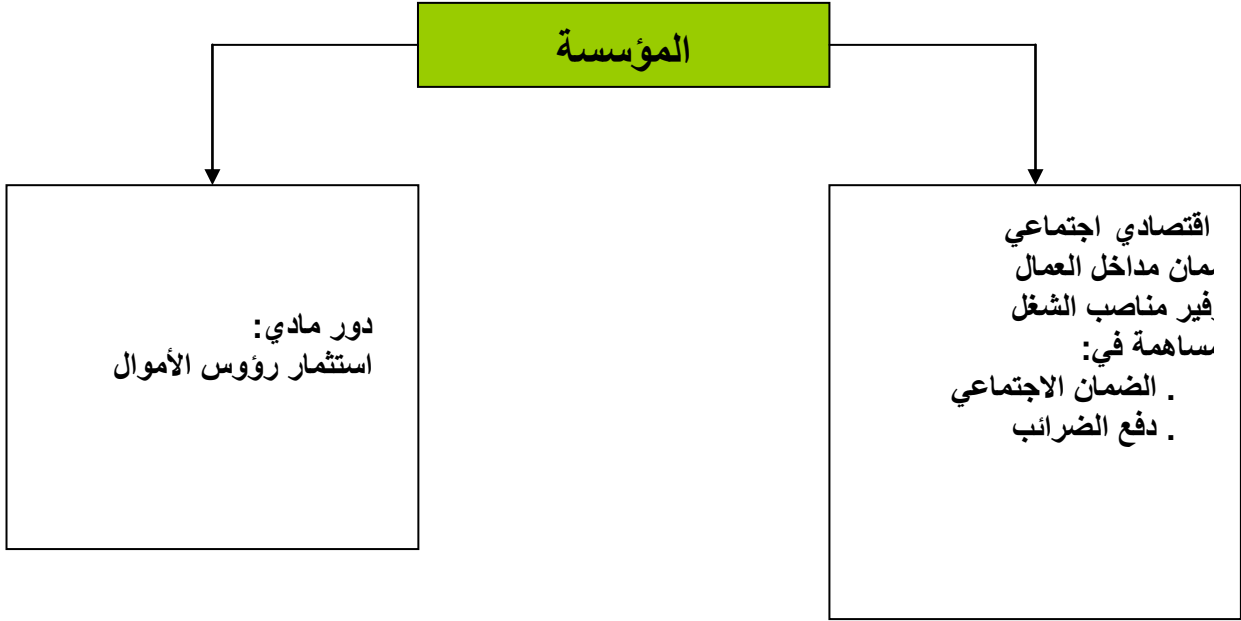 المؤسسة
اقتصادي اجتماعي
مداخل العمال
مناصب الشغل
في:
. الضمان الاجتماعي
. دفع الضرائب
دور مادي:
استثمار رؤوس الأموال